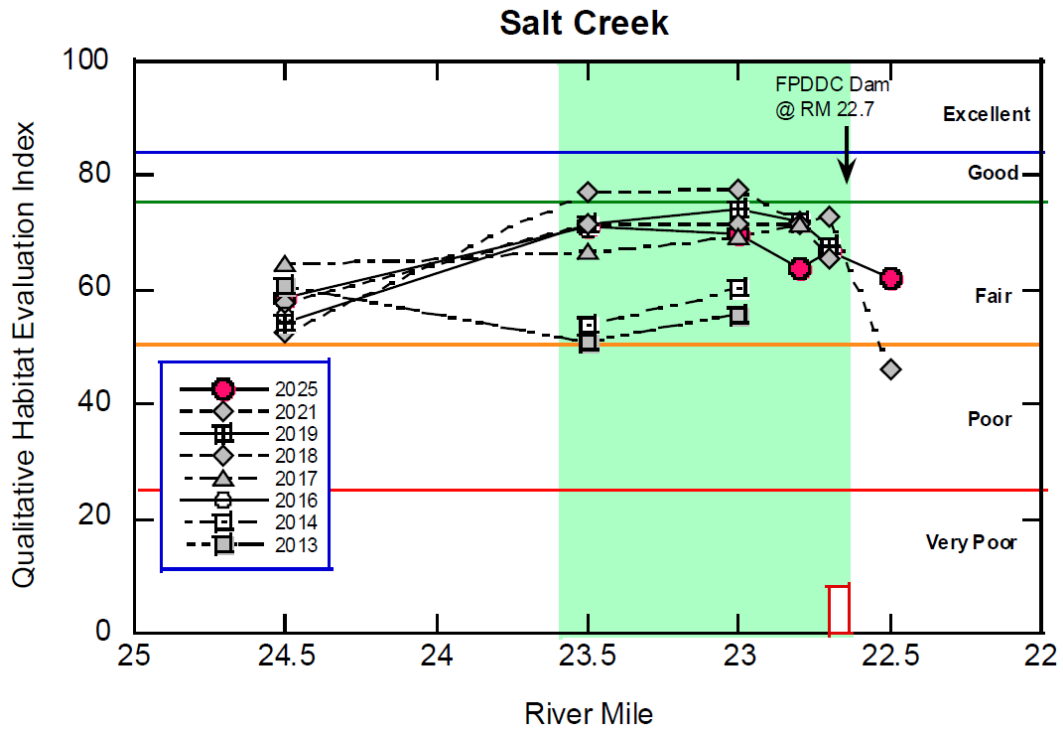 Salt Creek
Qualitative Habitat Evaluation Index
100
80
60
40
20
0
FPDDC Dam
@ RM 22.7
Excellent
Good
Fair
Poor
Very Poor
2025
2021
2019
2018
2017
2016
2014
2013
25
24.5
24
23.5
23
22.5
22
River Mile